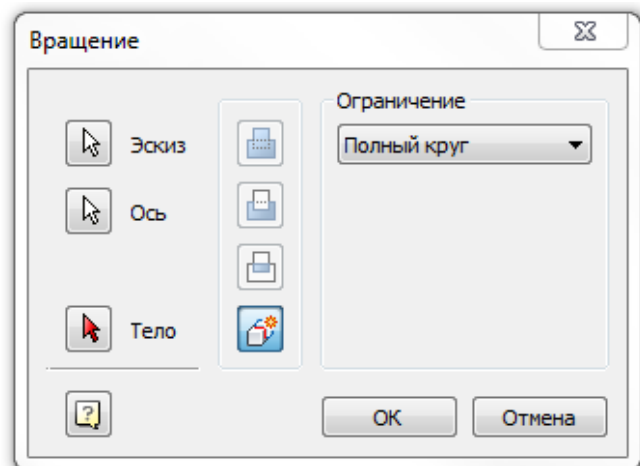 Вращение
Ограничение
Эскиз
Полный круг
Ось
Тело
?
ОК
Отмена